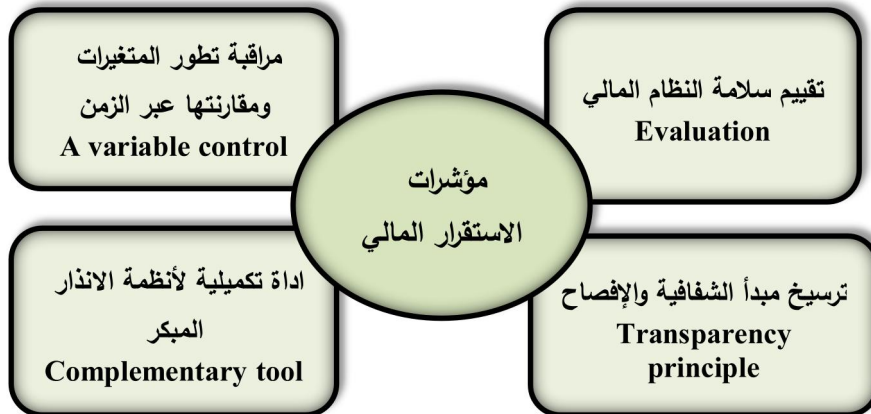 تقييم سلامة النظام المالي
Evaluation
مراقبة تطور المتغيرات
ومقارنتها عبر الزمن
A variable control
مؤشرات
الاستقرار المالي
ترسيخ مبدأ الشفافية والإفصاح
Transparency
principle
اداة تكميلية لأنظمة الانذار
المبكر
Complementary tool